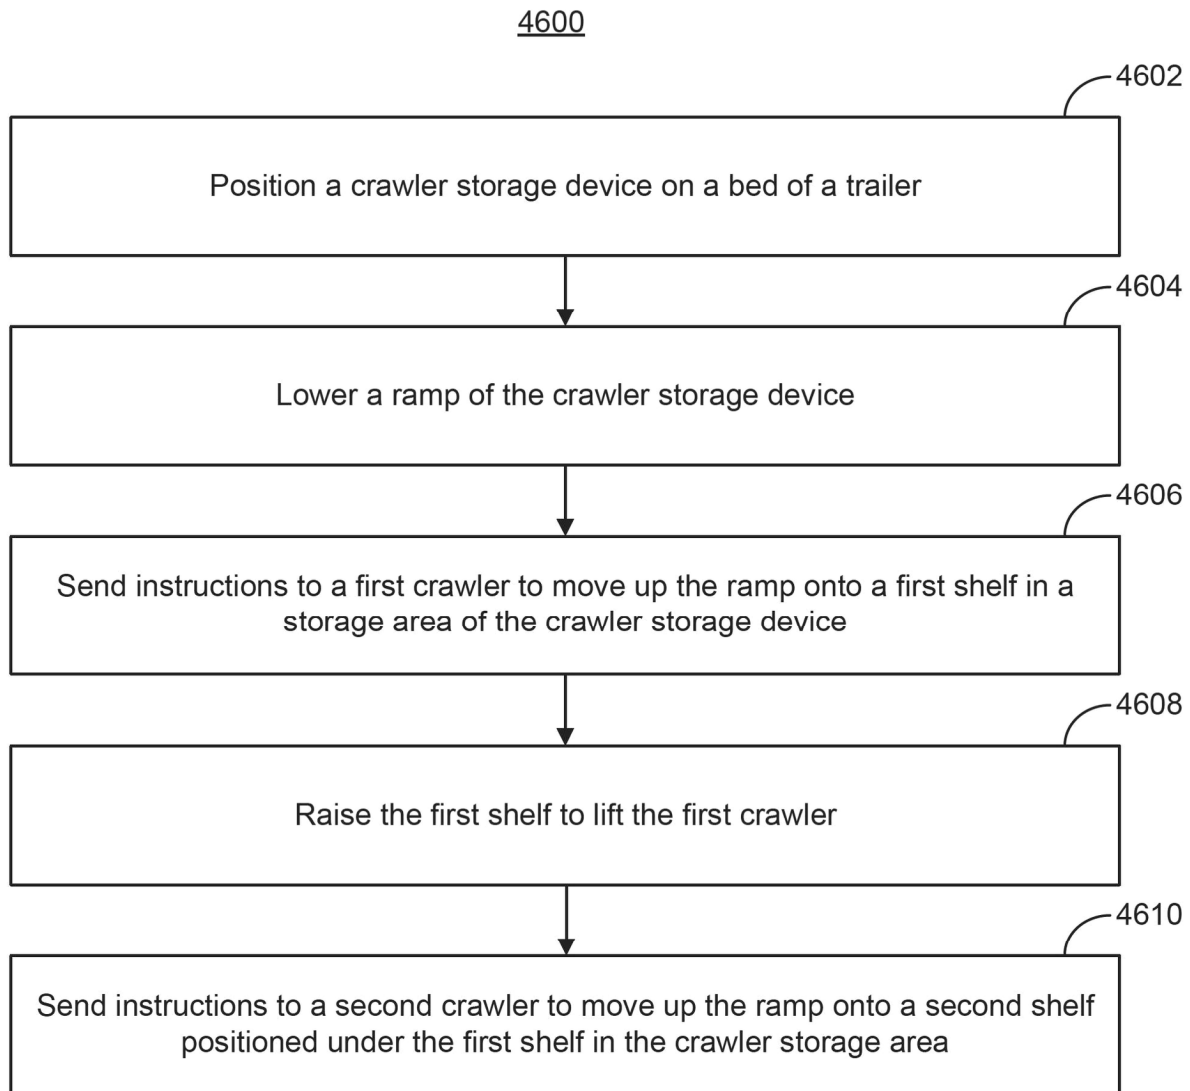 4600
4602
Position a crawler storage device on a bed of a trailer
4604
Lower a ramp of the crawler storage device
4606
Send instructions to a first crawler to move up the ramp onto a first shelf in a
storage area of the crawler storage device
4608
Raise the first shelf to lift the first crawler
4610
Send instructions to a second crawler to move up the ramp onto a second shelf
positioned under the first shelf in the crawler storage area